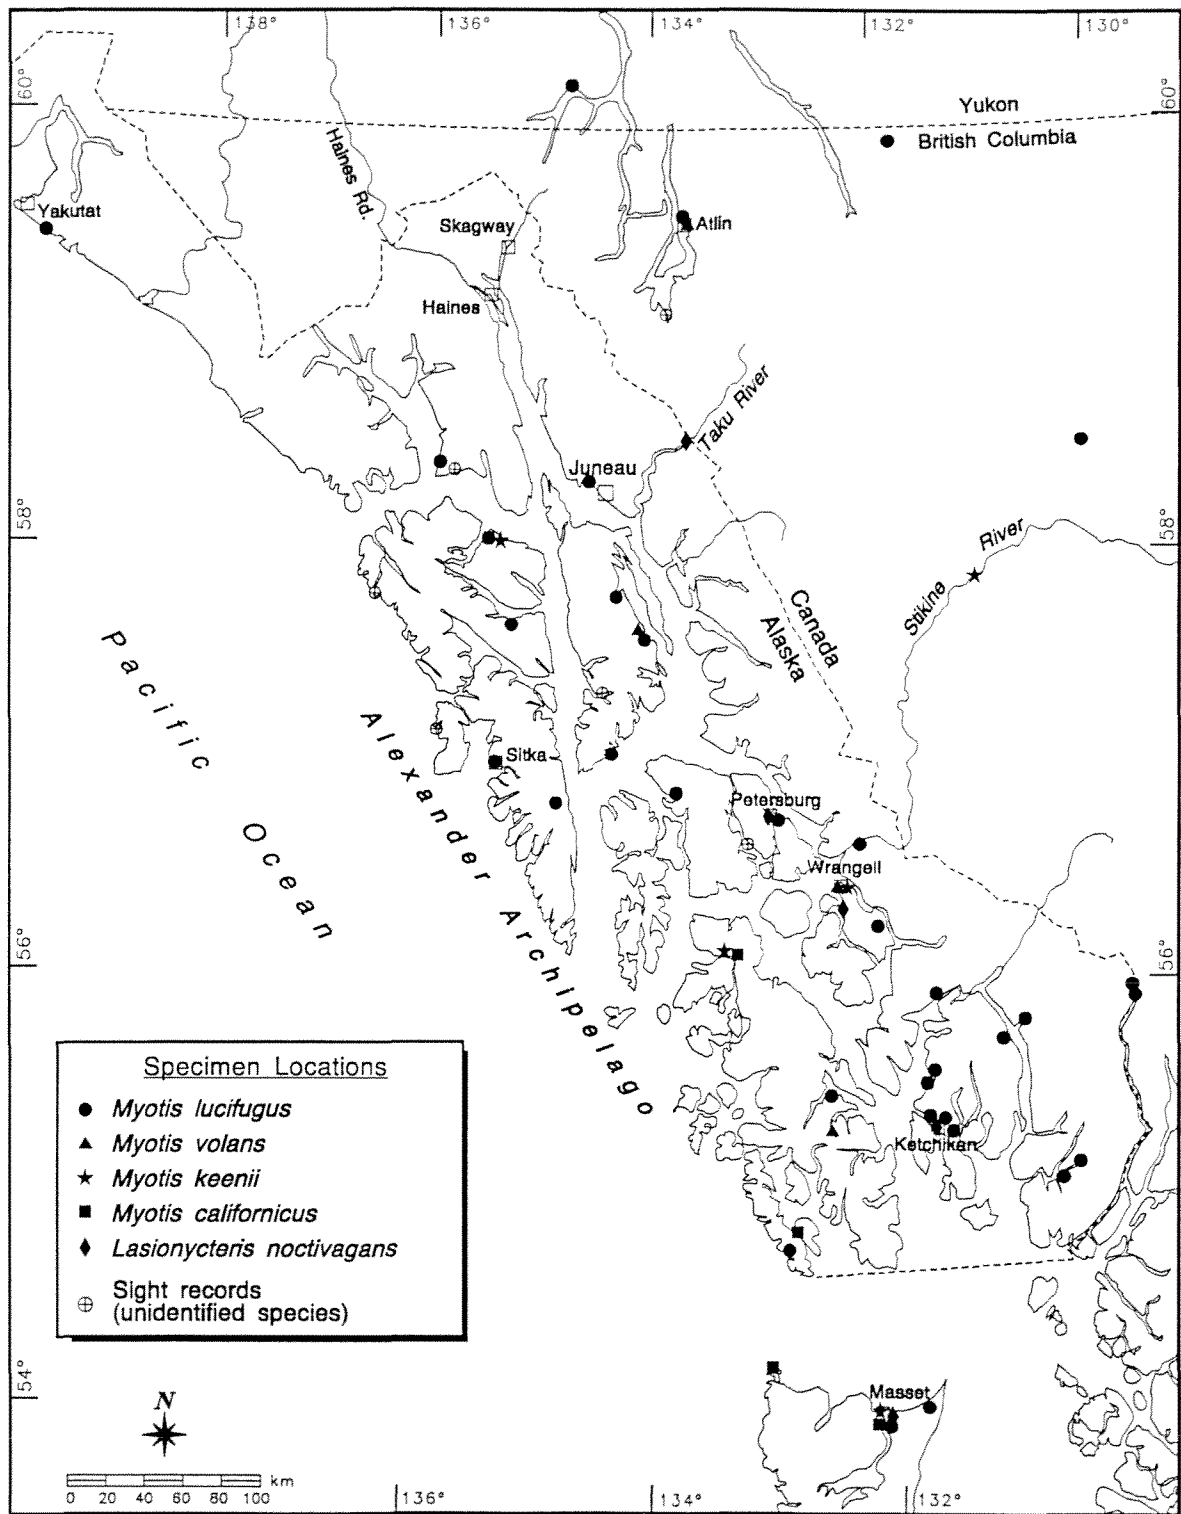 138° 136° 134° 132° 130°
60° 60°
Yukon
British Columbia
Haines Rd.
Yakutat
Skagway
Atlin
Haines
Taku River
Juneau
58° 58°
Stikine River
Canada
Alaska
Pacific Ocean
Alexander Archipelago
Sitka
Petersburg
Wrangell
56° 56°
Ketchikan
Specimen Locations
Myotis lucifugus
Myotis volans
Myotis keenii
Myotis californicus
Lasionycteris noctivagans
Sight records
(unidentified species)
54°
Masset
N
km
0 20 40 60 80 100
136° 134° 132°